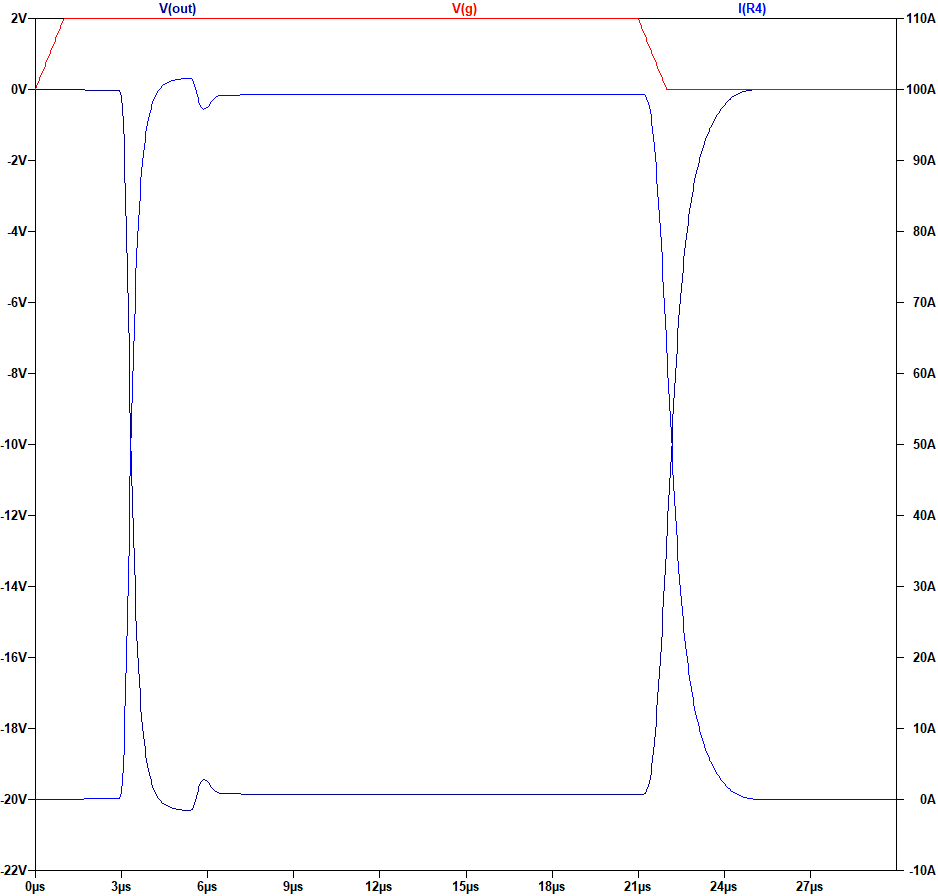 V(out) V(g) I(R4)
2V 110A
0V 100A
-2V 90A
-4V 80A
-6V 70A
-8V 60A
-10V 50A
-12V 40A
-14V 30A
-16V 20A
-18V 10A
-20V 0A
-22V -10A
0µs 3µs 6µs 9µs 12µs 15µs 18µs 21µs 24µs 27µs